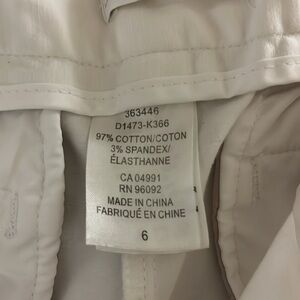 363446
D1473-K366
97% COTTON/COTON
3% SPANDEX/
ÉLASTHANNE
CA 04991
RN 96092
MADE IN CHINA
FABRIQUÉ EN CHINE
6